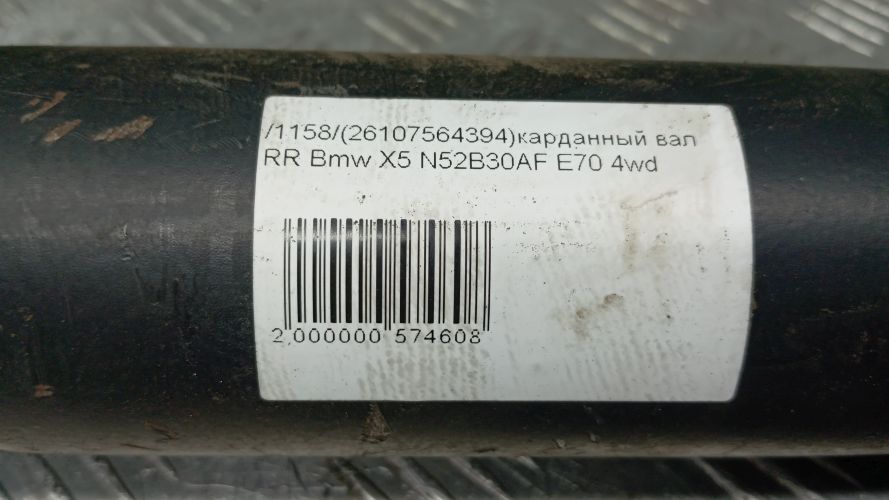 /1158/(26107564394)карданный вал
RR Bmw X5 N52B30AF E70 4wd
2 000000 574608